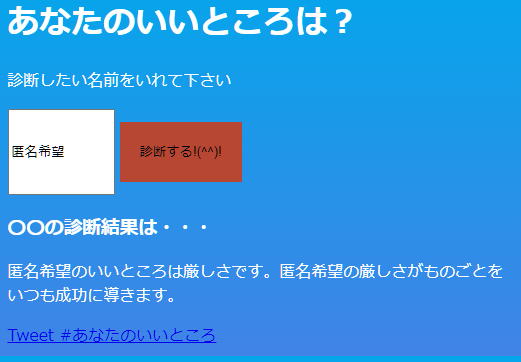 あなたのいいところは？
診断したい名前をいれて下さい
匿名希望
診断する!(^^)!
〇〇の診断結果は・・・
匿名希望のいいところは厳しさです。匿名希望の厳しさがものごとを
いつも成功に導きます。
Tweet #あなたのいいところ